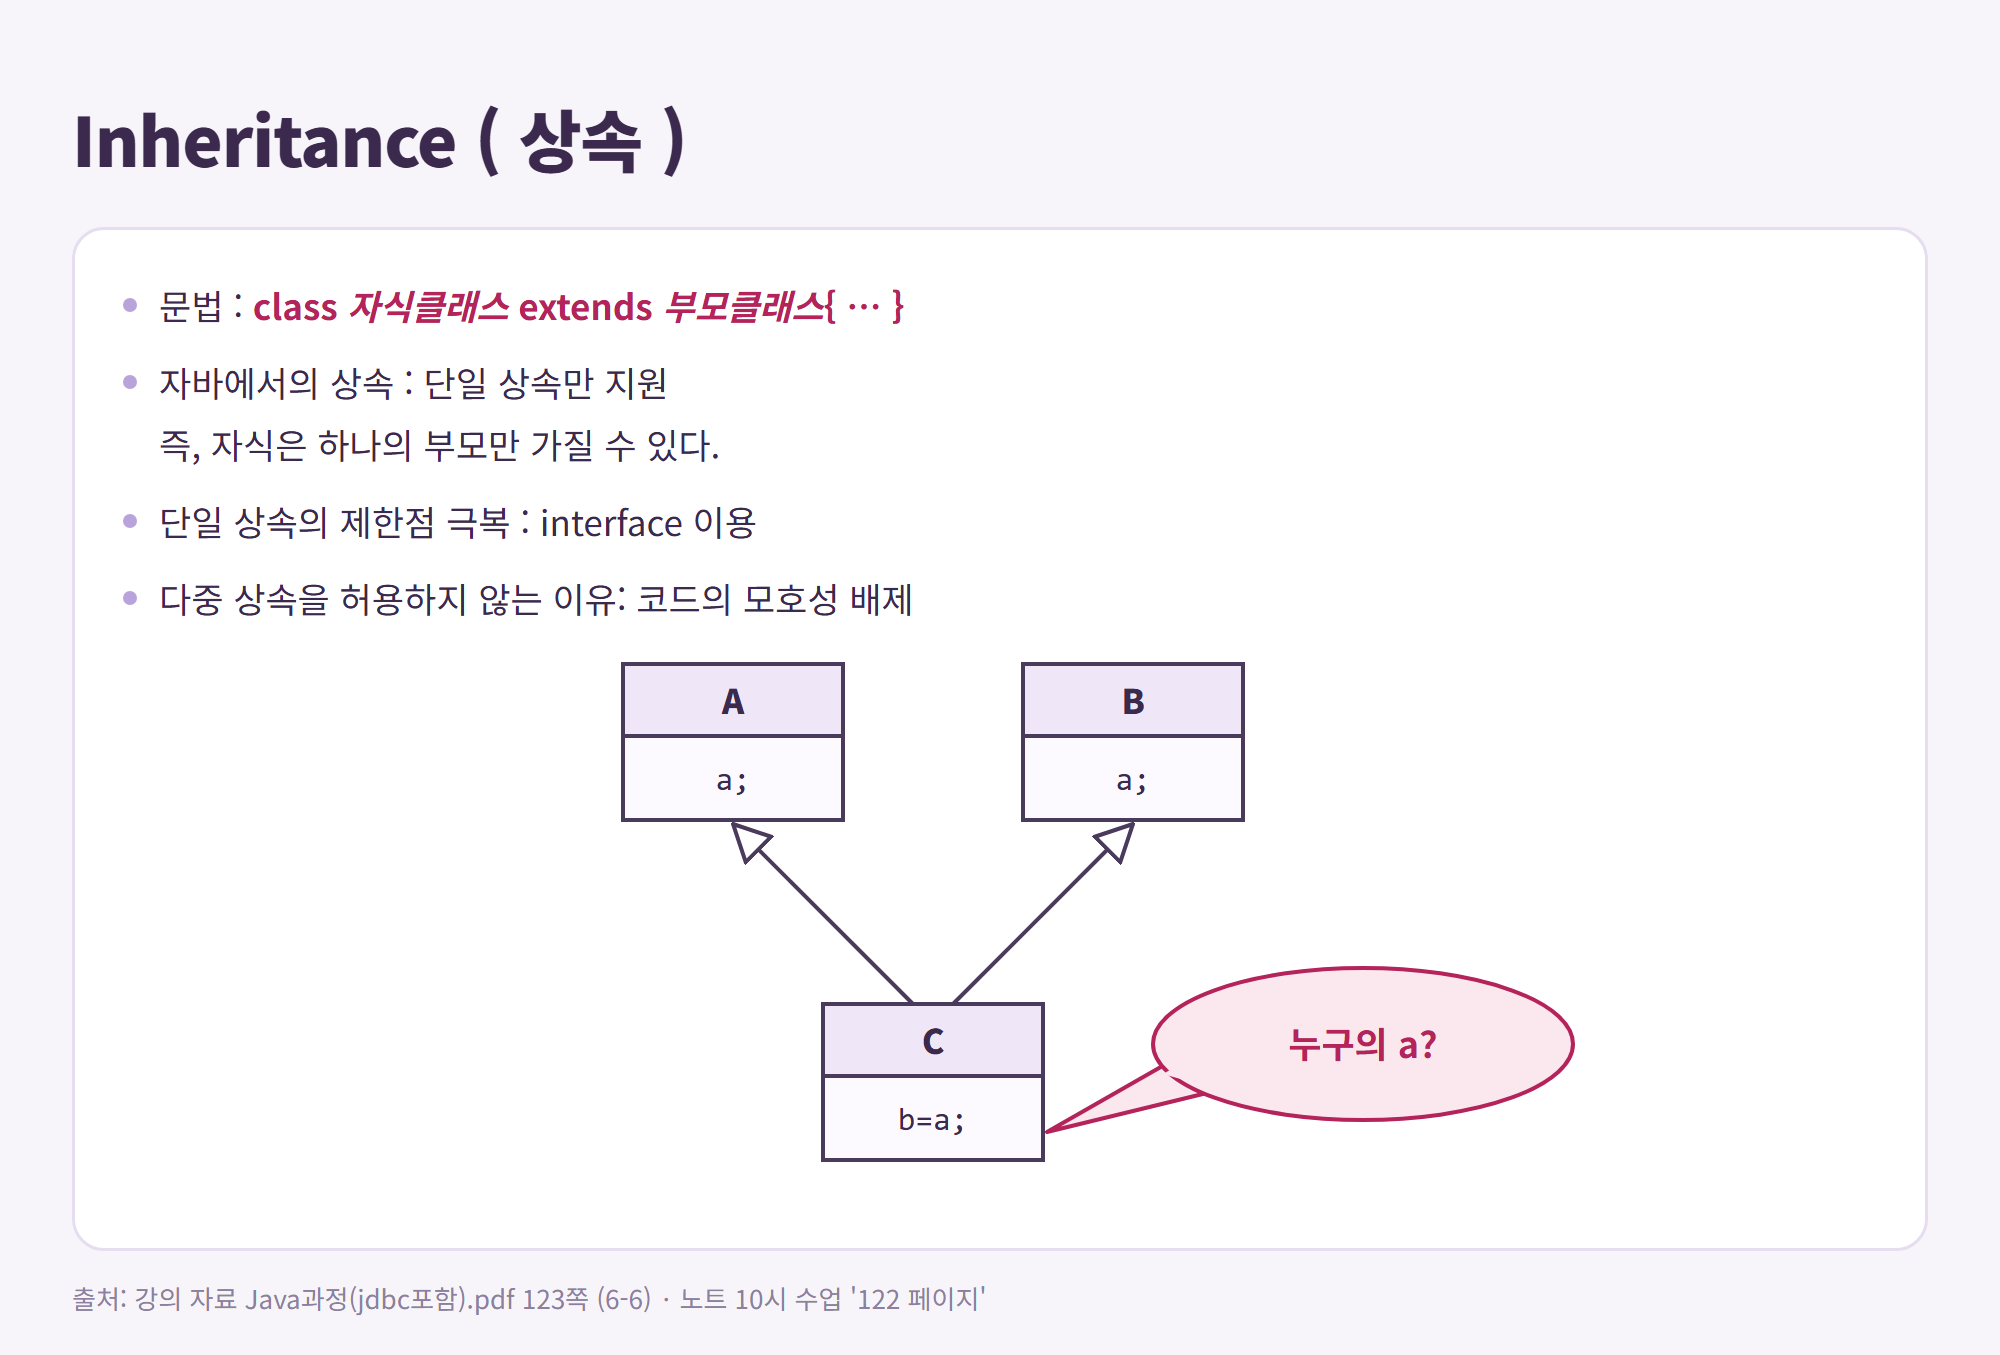 Inheritance ( 상속 )
문법 : class 자식클래스 extends 부모클래스{ ··· }
자바에서의 상속 : 단일 상속만 지원
즉, 자식은 하나의 부모만 가질 수 있다.
단일 상속의 제한점 극복 : interface 이용
다중 상속을 허용하지 않는 이유: 코드의 모호성 배제
A
B
a;
a;
C
누구의 a?
b=a;
출처: 강의 자료 Java과정(jdbc포함).pdf 123쪽 (6-6) · 노트 10시 수업 '122 페이지'